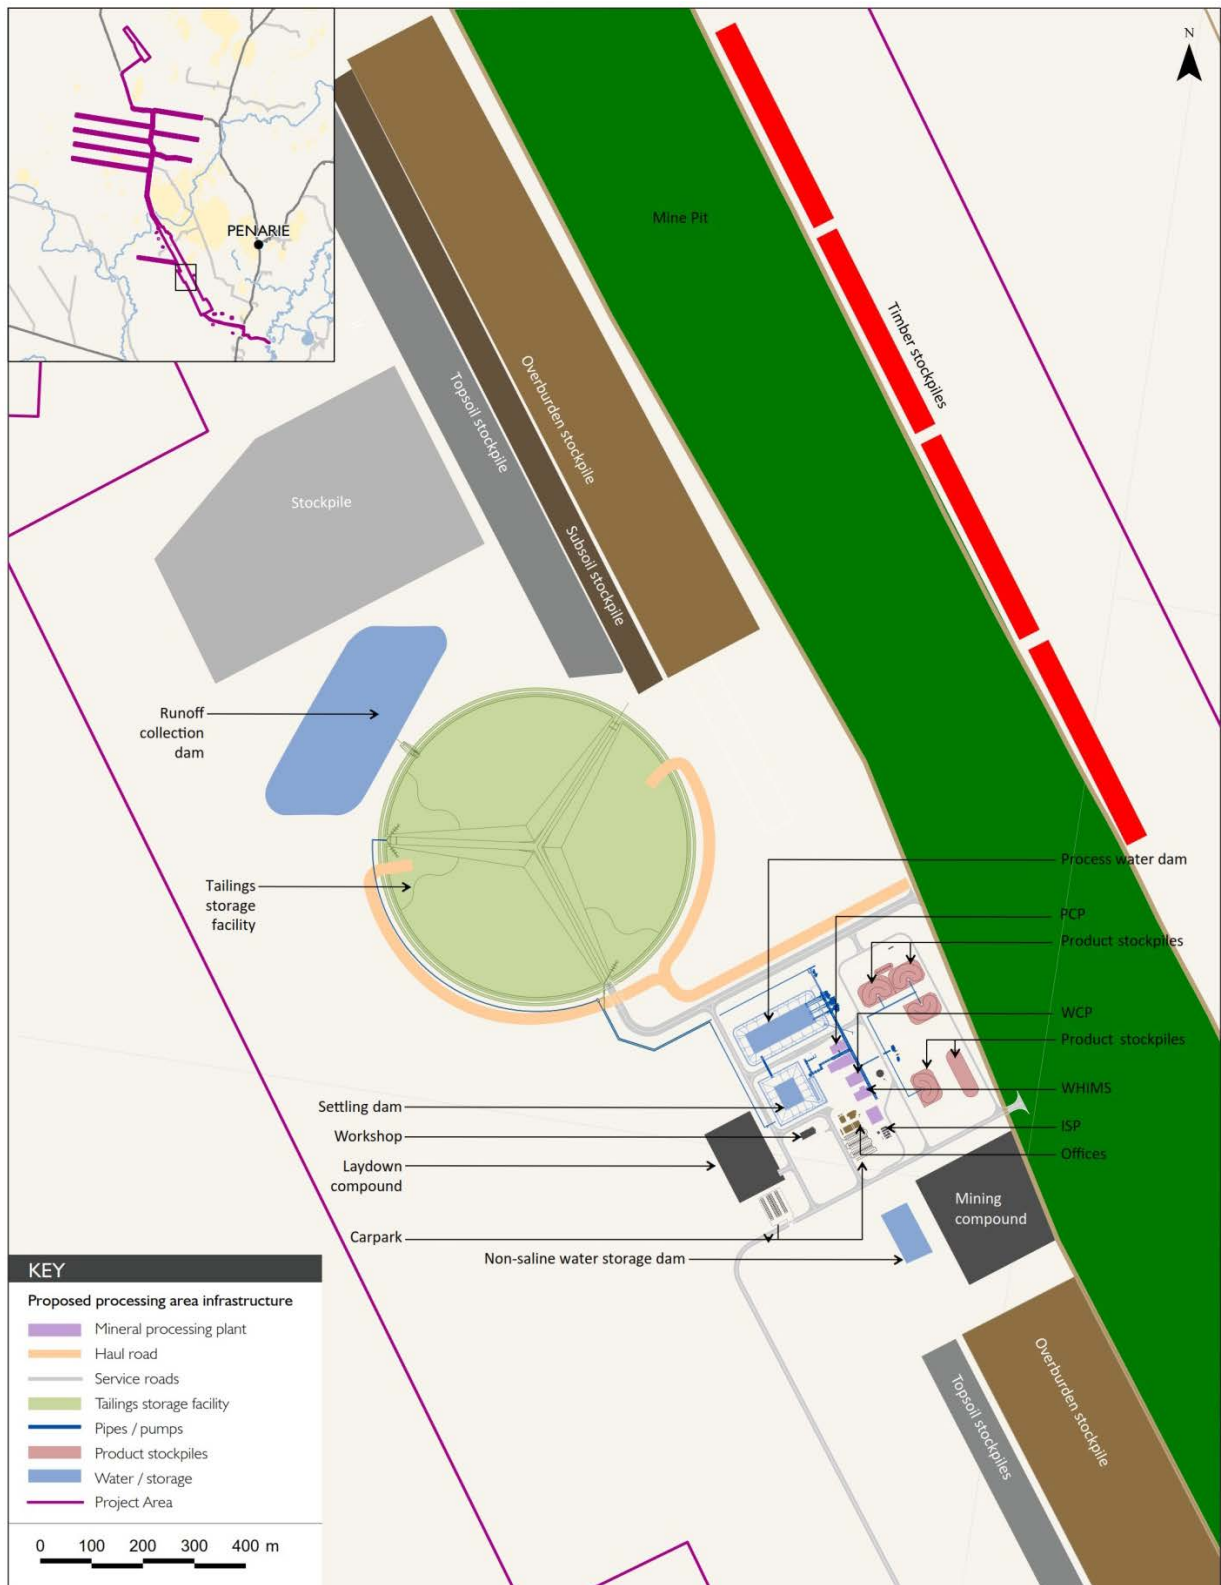 N
PENARIE
Mine Pit
Timber stockpiles
Overburden stockpile
Topsoil stockpile
Subsoil stockpile
Stockpile
Runoff
collection
dam
Tailings
storage
facility
Process water dam
PCP
Product stockpiles
WCP
Product stockpiles
WHIMS
ISP
Offices
Settling dam
Workshop
Laydown
compound
Carpark
Non-saline water storage dam
Mining
compound
Overburden stockpile
Topsoil stockpiles
KEY
Proposed processing area infrastructure
Mineral processing plant
Haul road
Service roads
Tailings storage facility
Pipes / pumps
Product stockpiles
Water / storage
Project Area
0 100 200 300 400 m